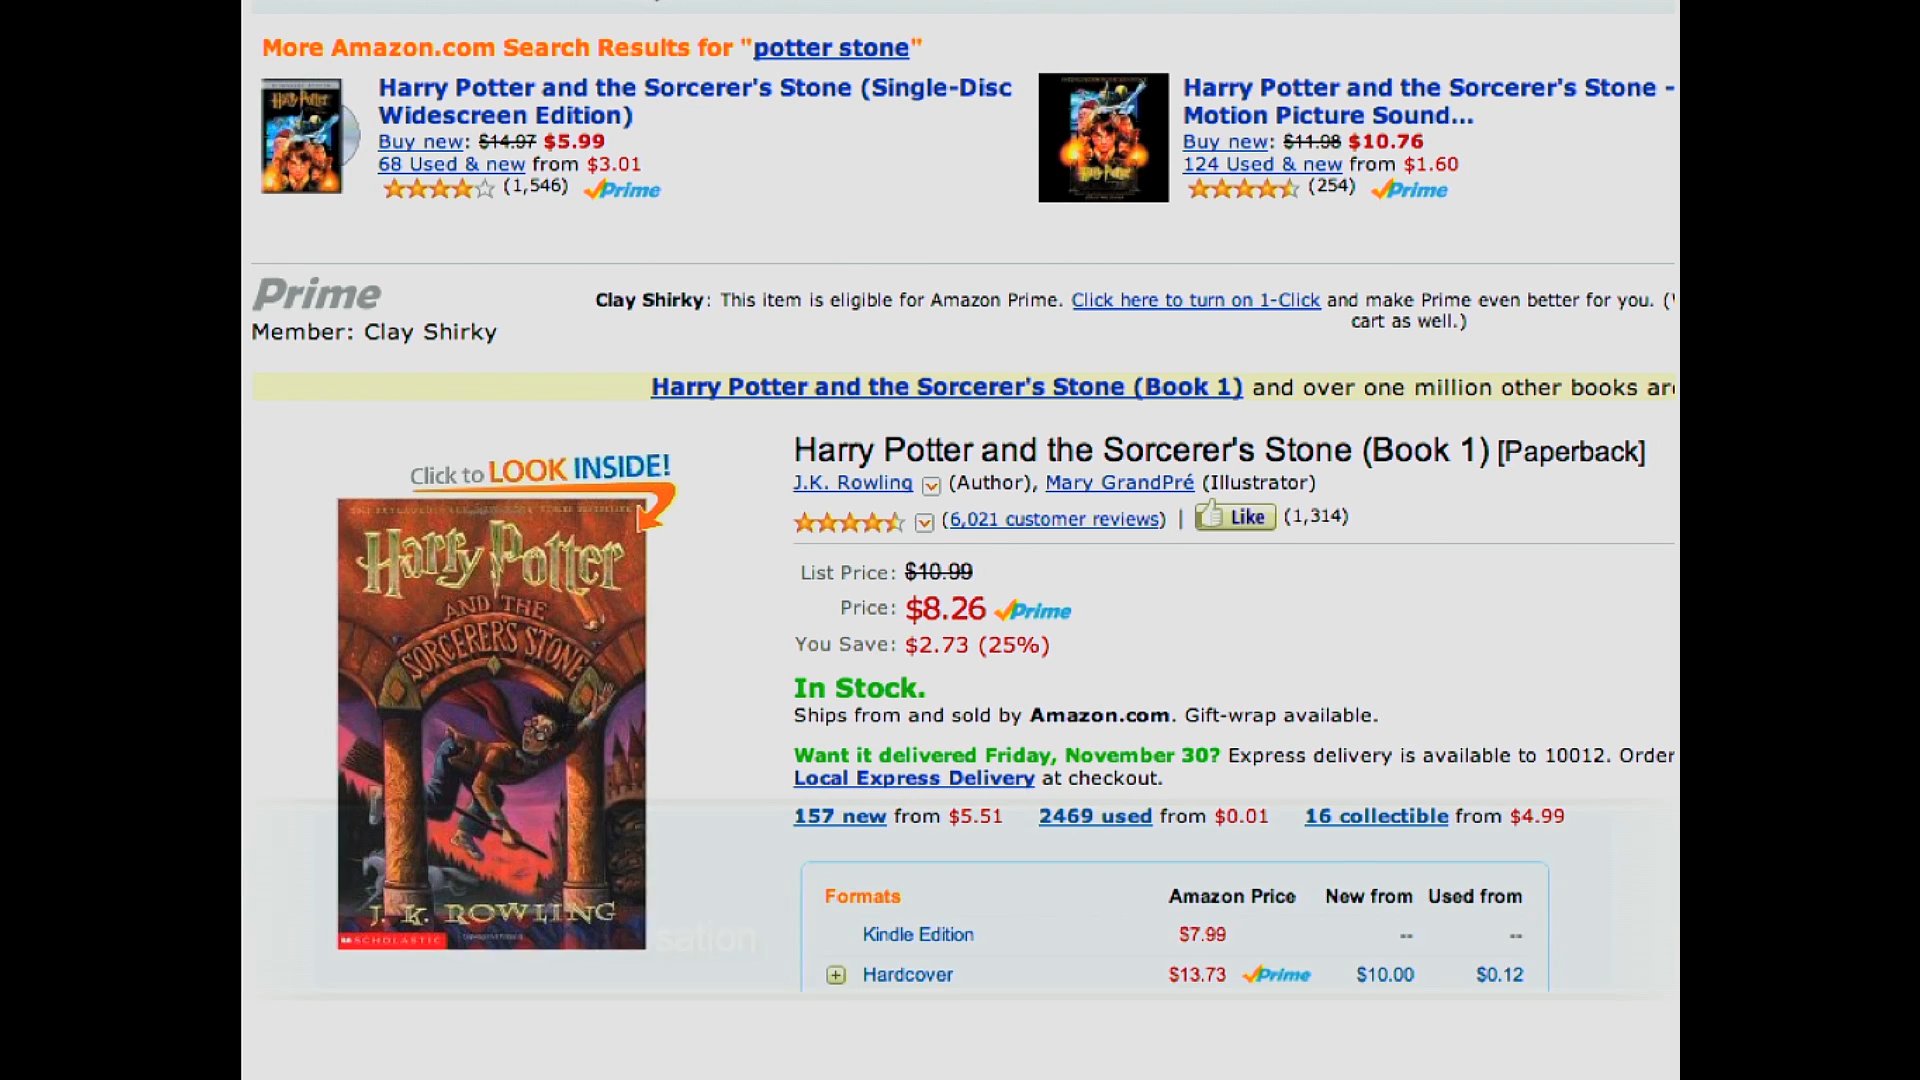 More Amazon.com Search Results for "potter stone"
Harry Potter and the Sorcerer's Stone (Single-Disc
Widescreen Edition)
Buy new: $14.97 $5.99
68 Used & new from $3.01
(1,546) Prime
Harry Potter and the Sorcerer's Stone -
Motion Picture Sound...
Buy new: $11.98 $10.76
124 Used & new from $1.60
(254) Prime
Harry Potter
Harry Potter
Prime
Member: Clay Shirky
Clay Shirky: This item is eligible for Amazon Prime. Click here to turn on 1-Click and make Prime even better for you. (
cart as well.)
Harry Potter and the Sorcerer's Stone (Book 1) and over one million other books are
Click to LOOK INSIDE!
Harry Potter
AND THE
SORCERER'S STONE
J. K. ROWLING
SCHOLASTIC
Harry Potter and the Sorcerer's Stone (Book 1) [Paperback]
J.K. Rowling (Author), Mary GrandPré (Illustrator)
(6,021 customer reviews) | Like (1,314)
List Price: $10.99
Price: $8.26 Prime
You Save: $2.73 (25%)
In Stock.
Ships from and sold by Amazon.com. Gift-wrap available.
Want it delivered Friday, November 30? Express delivery is available to 10012. Order
Local Express Delivery at checkout.
157 new from $5.51 2469 used from $0.01 16 collectible from $4.99
Formats Amazon Price New from Used from
Kindle Edition $7.99 -- --
Hardcover $13.73 Prime $10.00 $0.12
sation